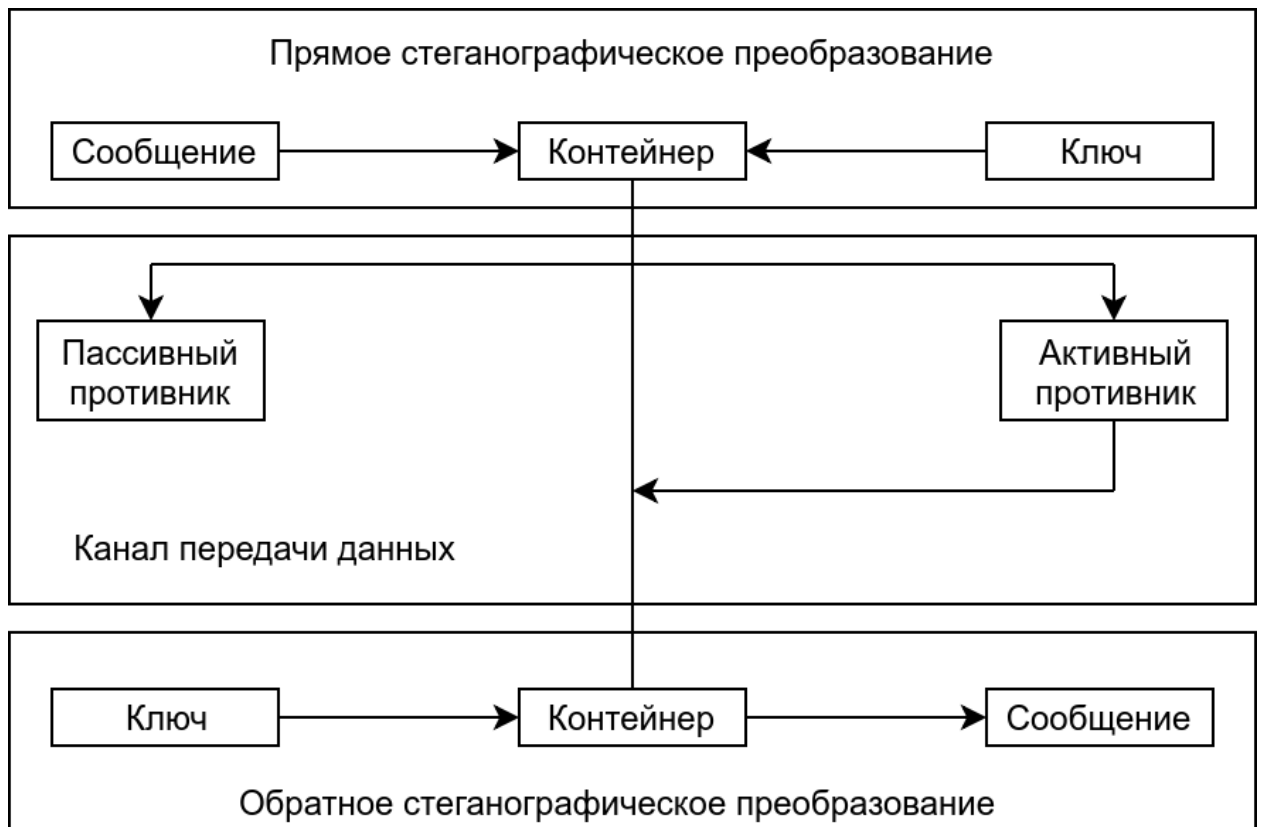 Прямое стеганографическое преобразование
Сообщение
Контейнер
Ключ
Пассивный
противник
Активный
противник
Канал передачи данных
Ключ
Контейнер
Сообщение
Обратное стеганографическое преобразование